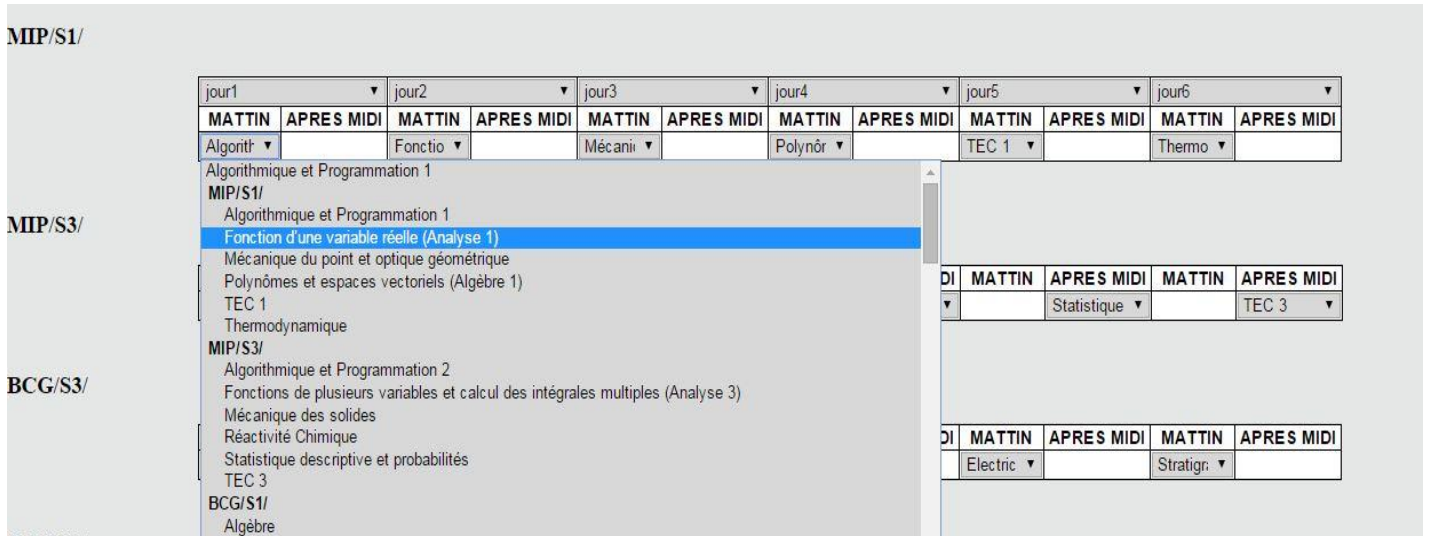 MIP/S1/
jour1 jour2 jour3 jour4 jour5 jour6
MATTIN APRES MIDI MATTIN APRES MIDI MATTIN APRES MIDI MATTIN APRES MIDI MATTIN APRES MIDI MATTIN APRES MIDI
Algorith Fonctio Mécani Polynôr TEC 1 Thermo
Algorithmique et Programmation 1
MIP/S1/
Algorithmique et Programmation 1
MIP/S3/
Fonction d'une variable réelle (Analyse 1)
Mécanique du point et optique géométrique
Polynômes et espaces vectoriels (Algèbre 1)
DI MATTIN APRES MIDI MATTIN APRES MIDI
TEC 1
Statistique TEC 3
Thermodynamique
MIP/S3/
Algorithmique et Programmation 2
BCG/S3/
Fonctions de plusieurs variables et calcul des intégrales multiples (Analyse 3)
Mécanique des solides
Réactivité Chimique
DI MATTIN APRES MIDI MATTIN APRES MIDI
Statistique descriptive et probabilités
Electric Stratigr
TEC 3
BCG/S1/
Algèbre